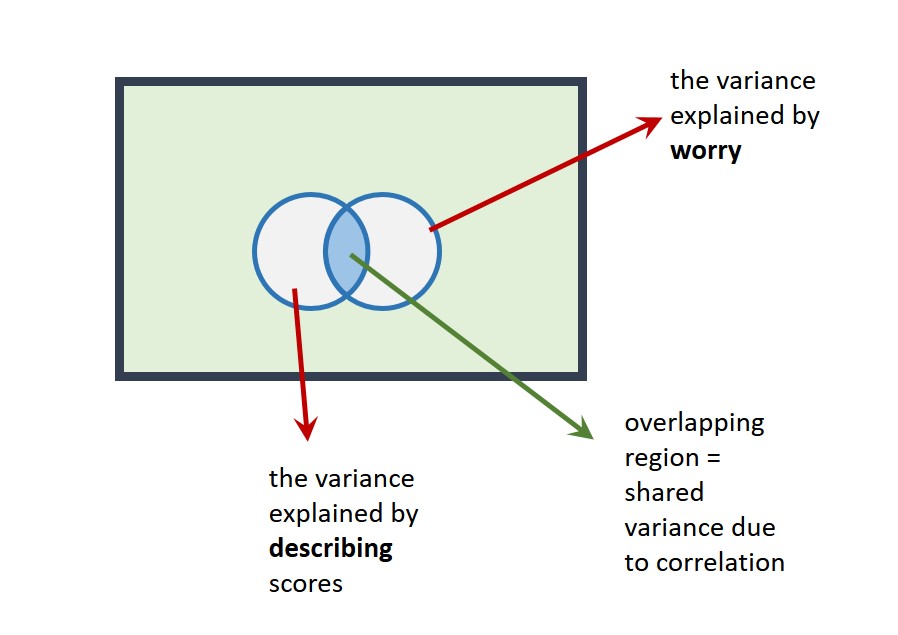 the variance
explained by
worry
overlapping
region =
shared
variance due
to correlation
the variance
explained by
describing
scores